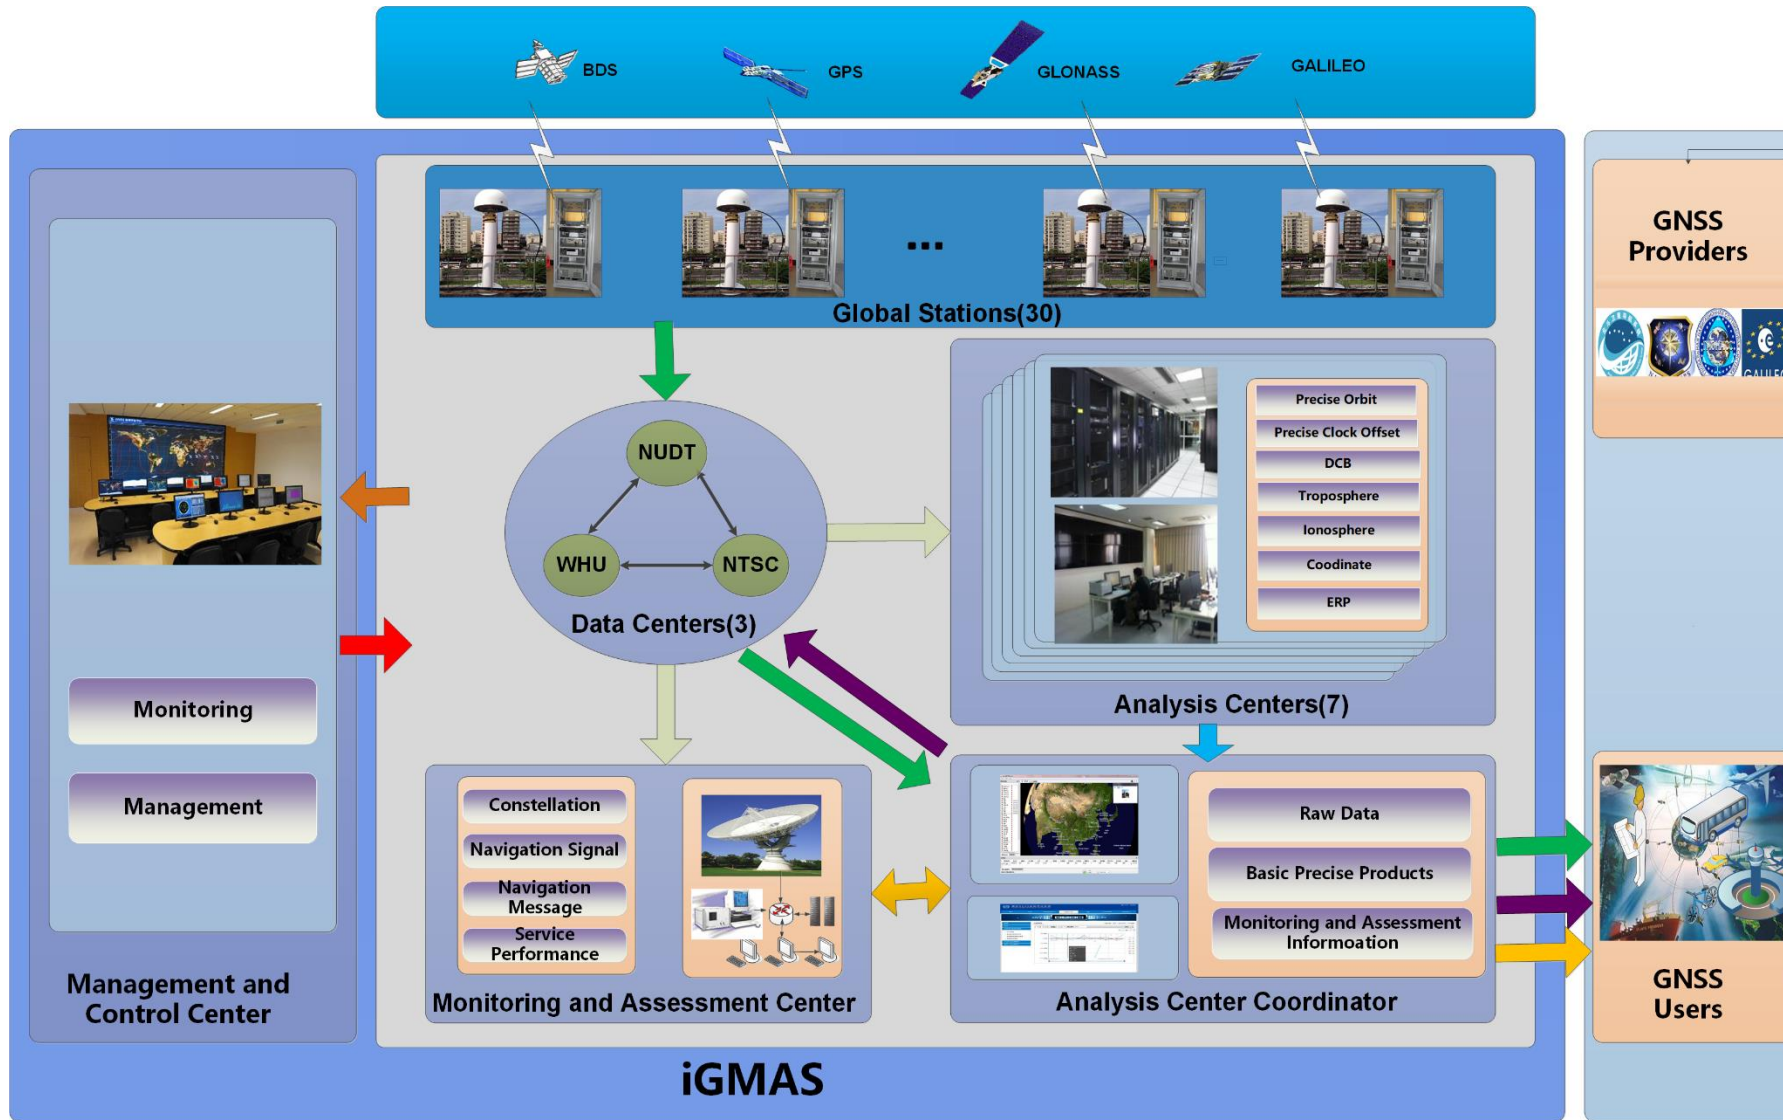 BDS
GPS
GLONASS
GALILEO
...
Global Stations(30)
GNSS
Providers
GALILEO
NUDT
WHU
NTSC
Data Centers(3)
Precise Orbit
Precise Clock Offset
DCB
Troposphere
Ionosphere
Coodinate
ERP
Analysis Centers(7)
Monitoring
Management
Management and
Control Center
Constellation
Navigation Signal
Navigation
Message
Service
Performance
Monitoring and Assessment Center
Raw Data
Basic Precise Products
Monitoring and Assessment
Informoation
Analysis Center Coordinator
GNSS
Users
iGMAS